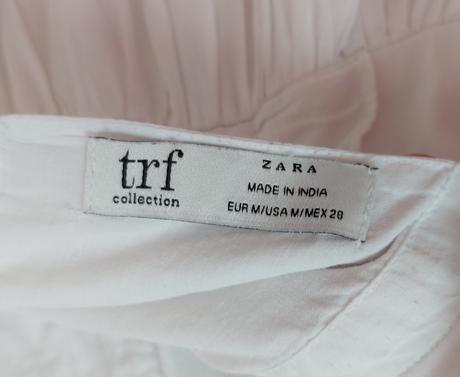 trf
collection
ZARA
MADE IN INDIA
EUR M/USA M/MEX 28